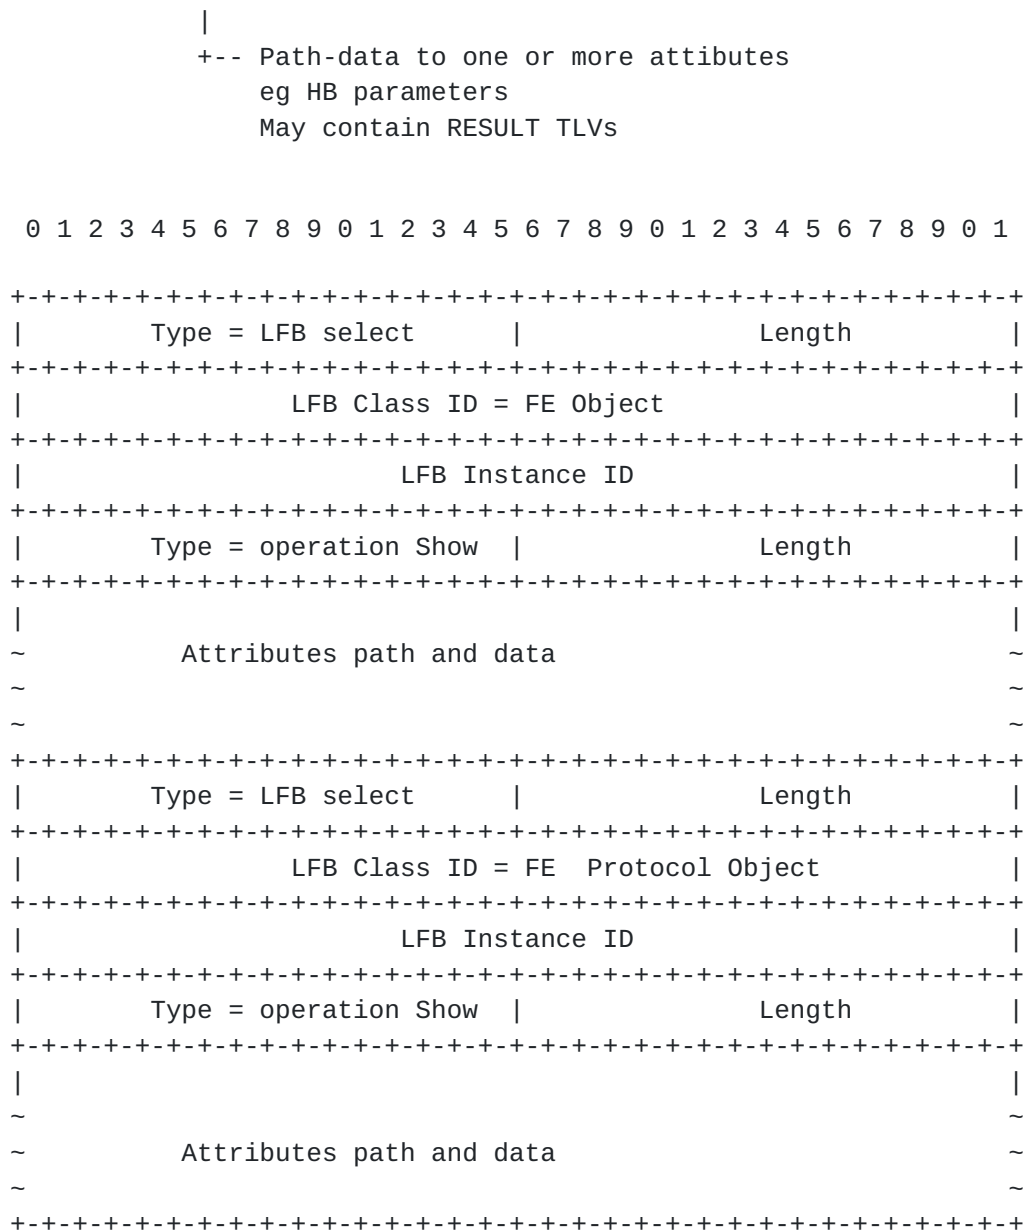 |
            +-- Path-data to one or more attibutes
                eg HB parameters
                May contain RESULT TLVs

 0 1 2 3 4 5 6 7 8 9 0 1 2 3 4 5 6 7 8 9 0 1 2 3 4 5 6 7 8 9 0 1

+-+-+-+-+-+-+-+-+-+-+-+-+-+-+-+-+-+-+-+-+-+-+-+-+-+-+-+-+-+-+-+-+
|        Type = LFB select      |               Length          |
+-+-+-+-+-+-+-+-+-+-+-+-+-+-+-+-+-+-+-+-+-+-+-+-+-+-+-+-+-+-+-+-+
|                 LFB Class ID = FE Object                      |
+-+-+-+-+-+-+-+-+-+-+-+-+-+-+-+-+-+-+-+-+-+-+-+-+-+-+-+-+-+-+-+-+
|                        LFB Instance ID                        |
+-+-+-+-+-+-+-+-+-+-+-+-+-+-+-+-+-+-+-+-+-+-+-+-+-+-+-+-+-+-+-+-+
|        Type = operation Show  |               Length          |
+-+-+-+-+-+-+-+-+-+-+-+-+-+-+-+-+-+-+-+-+-+-+-+-+-+-+-+-+-+-+-+-+
|                                                               |
~          Attributes path and data                             ~
~                                                               ~
~                                                               ~
+-+-+-+-+-+-+-+-+-+-+-+-+-+-+-+-+-+-+-+-+-+-+-+-+-+-+-+-+-+-+-+-+
|        Type = LFB select      |               Length          |
+-+-+-+-+-+-+-+-+-+-+-+-+-+-+-+-+-+-+-+-+-+-+-+-+-+-+-+-+-+-+-+-+
|                 LFB Class ID = FE  Protocol Object            |
+-+-+-+-+-+-+-+-+-+-+-+-+-+-+-+-+-+-+-+-+-+-+-+-+-+-+-+-+-+-+-+-+
|                        LFB Instance ID                        |
+-+-+-+-+-+-+-+-+-+-+-+-+-+-+-+-+-+-+-+-+-+-+-+-+-+-+-+-+-+-+-+-+
|        Type = operation Show  |               Length          |
+-+-+-+-+-+-+-+-+-+-+-+-+-+-+-+-+-+-+-+-+-+-+-+-+-+-+-+-+-+-+-+-+
|                                                               |
~                                                               ~
~          Attributes path and data                             ~
~                                                               ~
+-+-+-+-+-+-+-+-+-+-+-+-+-+-+-+-+-+-+-+-+-+-+-+-+-+-+-+-+-+-+-+-+